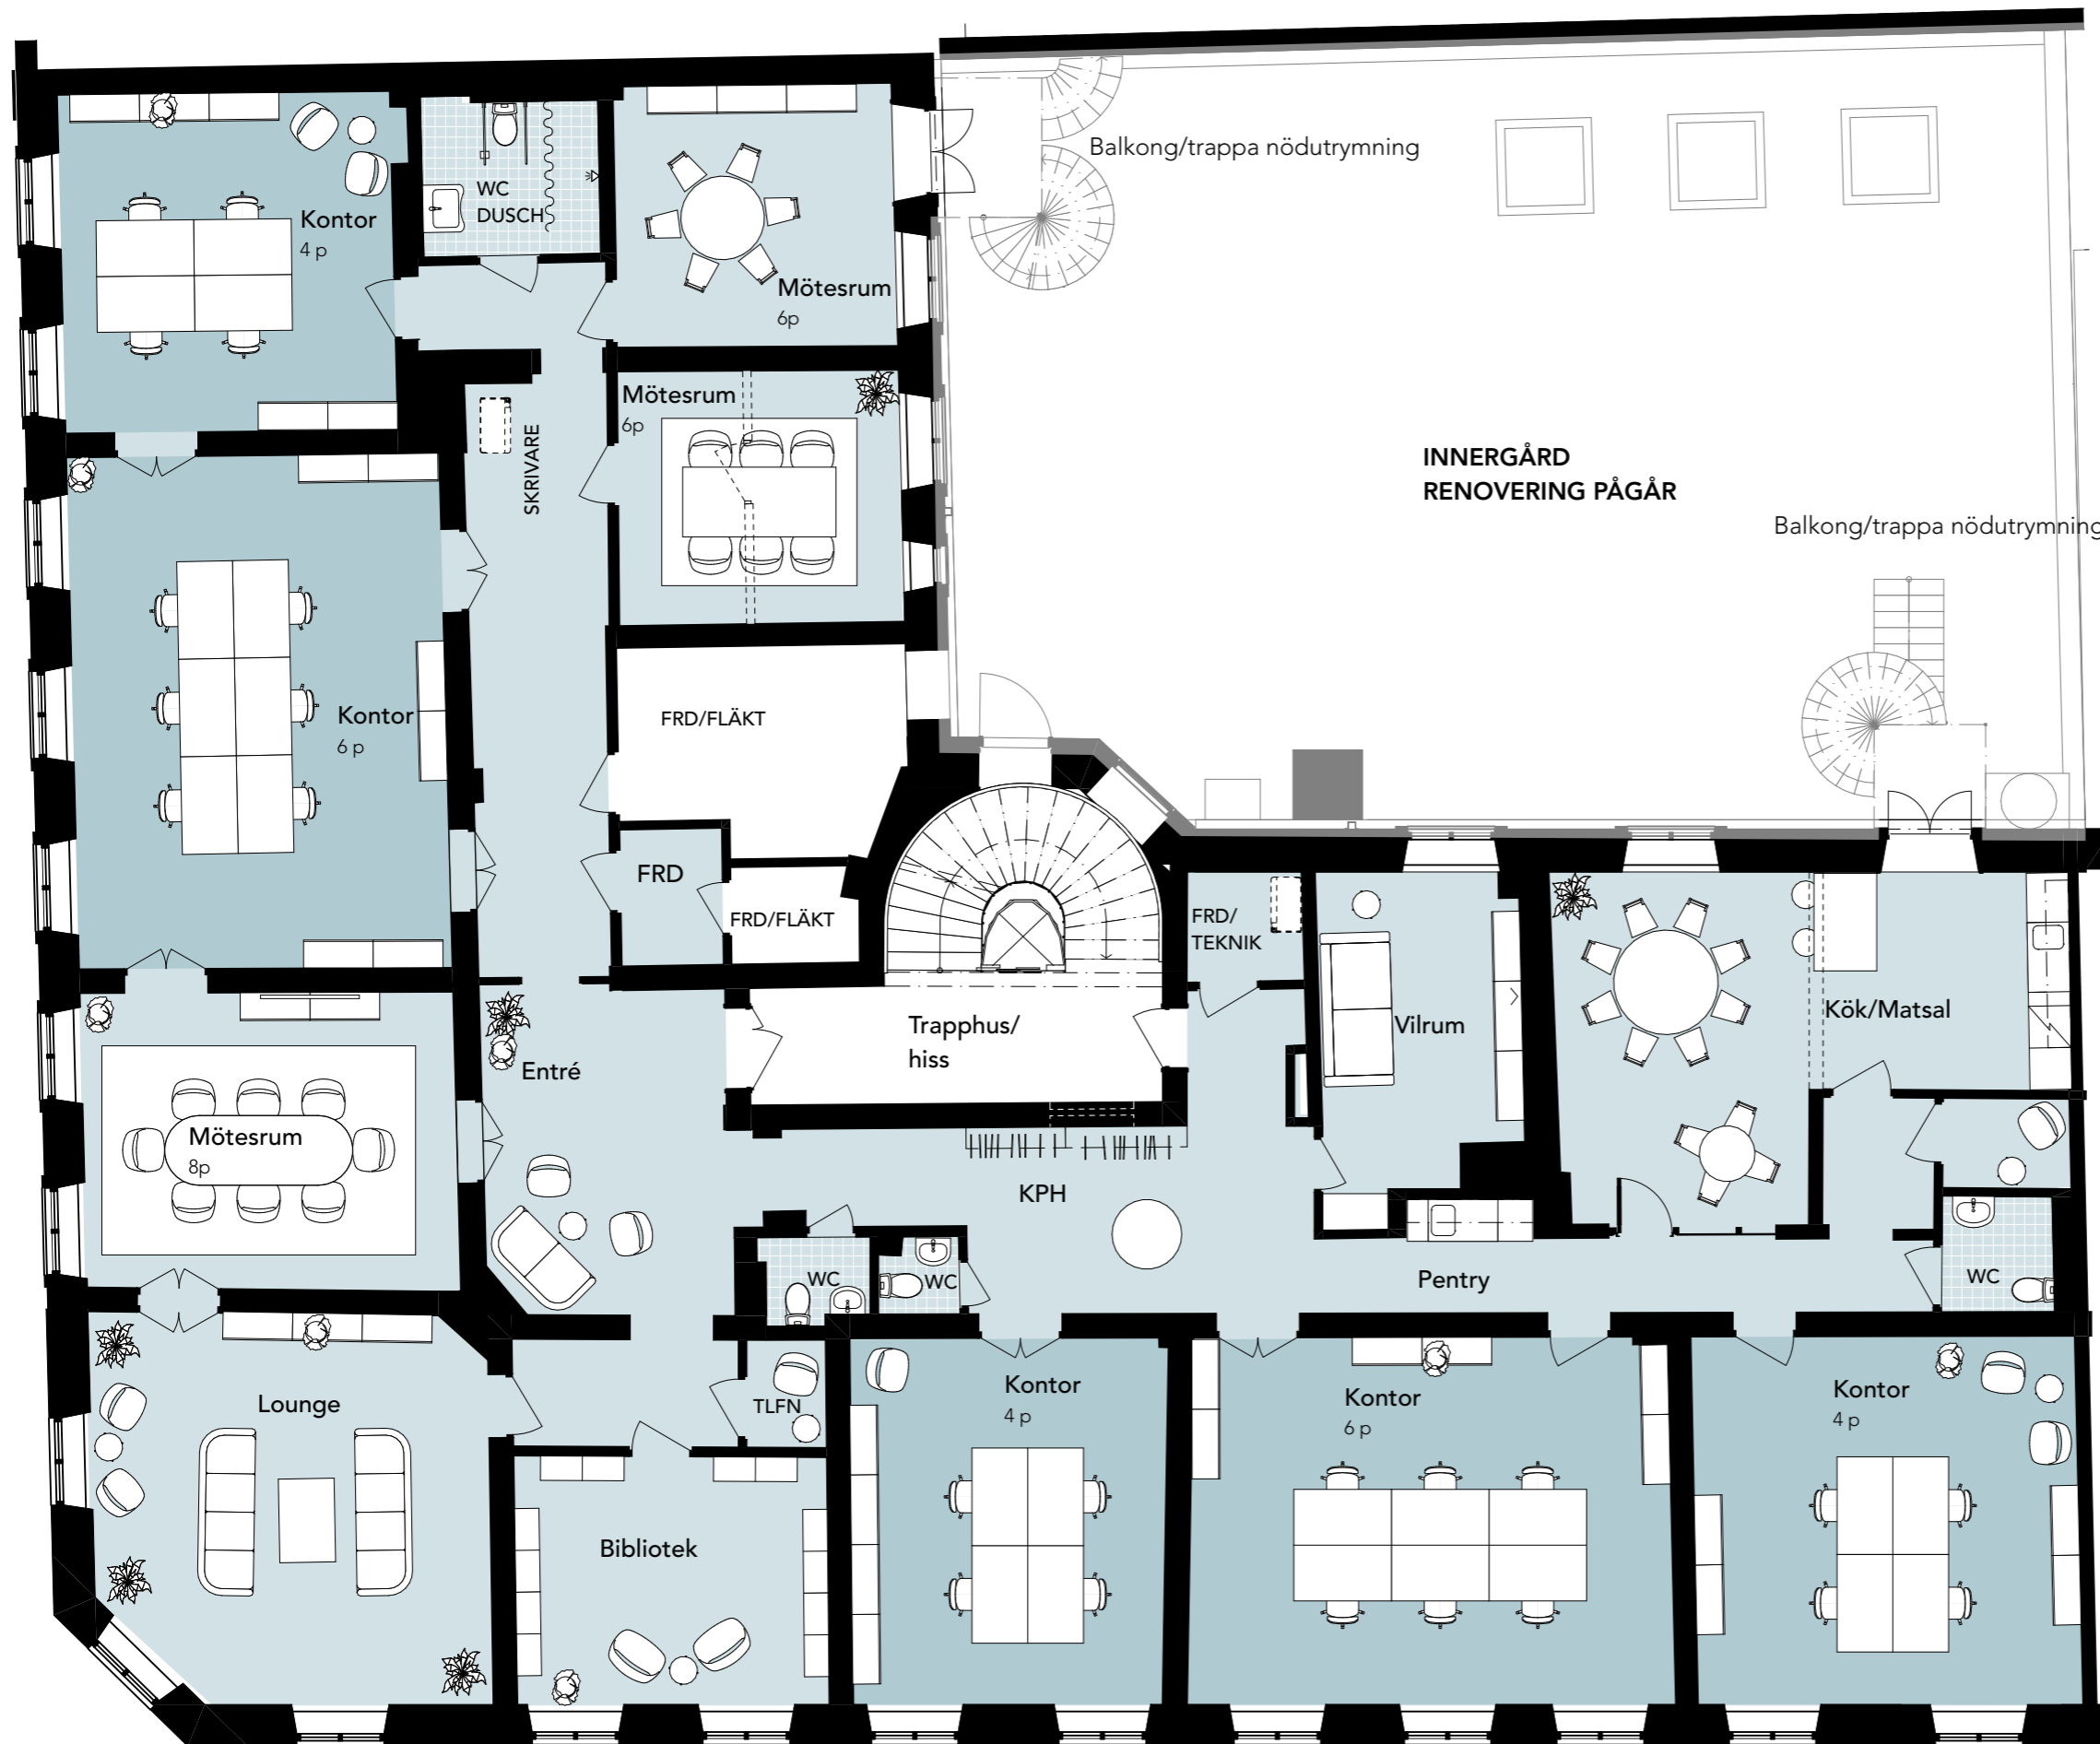 Balkong/trappa nödutrymning
WC
DUSCH
Kontor
4 p
Mötesrum
6p
Mötesrum
6p
SKRIVARE
INNERGÅRD
RENOVERING PÅGÅR
Balkong/trappa nödutrymning
Kontor
6 p
FRD/FLÄKT
FRD
FRD/FLÄKT
FRD/
TEKNIK
Trapphus/
hiss
Vilrum
Kök/Matsal
Entré
Mötesrum
8p
KPH
WC
WC
Pentry
WC
Lounge
TLFN
Kontor
4 p
Kontor
6 p
Kontor
4 p
Bibliotek